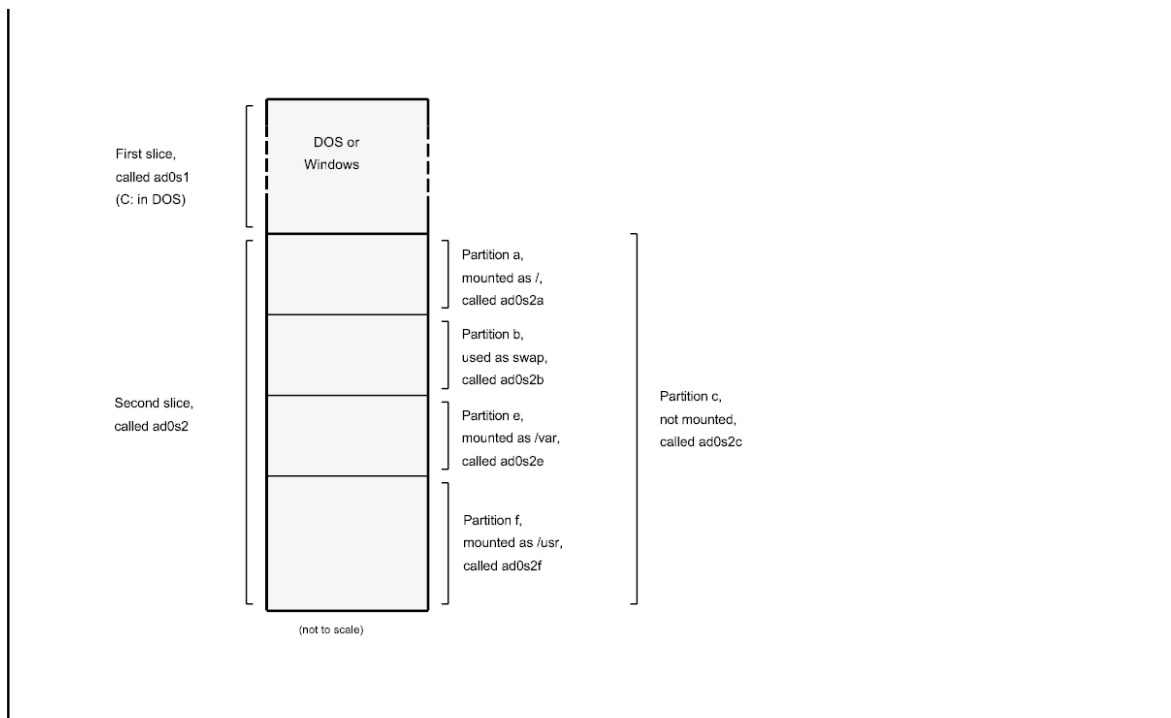 DOS or
Windows
First slice,
called ad0s1
(C: in DOS)
Partition a,
mounted as /,
called ad0s2a
Partition b,
used as swap,
called ad0s2b
Second slice,
called ad0s2
Partition e,
mounted as /var,
called ad0s2e
Partition c,
not mounted,
called ad0s2c
Partition f,
mounted as /usr,
called ad0s2f
(not to scale)